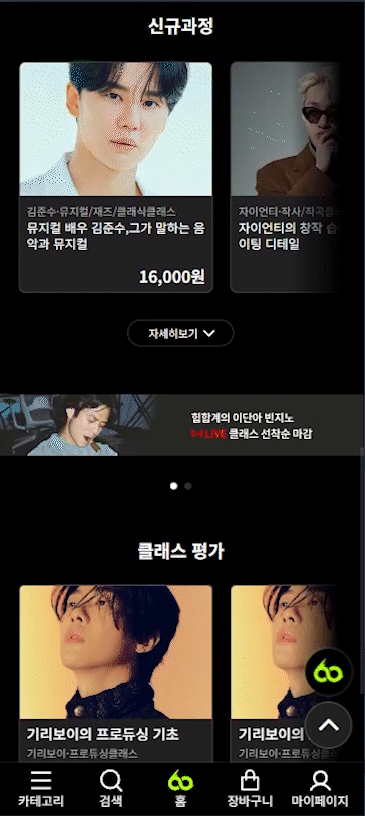 신규과정
김준수·뮤지컬/재즈/클래식클래스
뮤지컬 배우 김준수,그가 말하는 음
악과 뮤지컬
16,000원
자이언티·작사/작곡클
자이언티의 창작 습
이팅 디테일
자세히보기
힙합계의 이단아 빈지노
LIVE 클래스 선착순 마감
클래스 평가
기리보이의 프로듀싱 기초
기리보이·프로듀싱클래스
기리보이의
기리보이·프로듀싱클
카테고리
검색
홈
장바구니
마이페이지